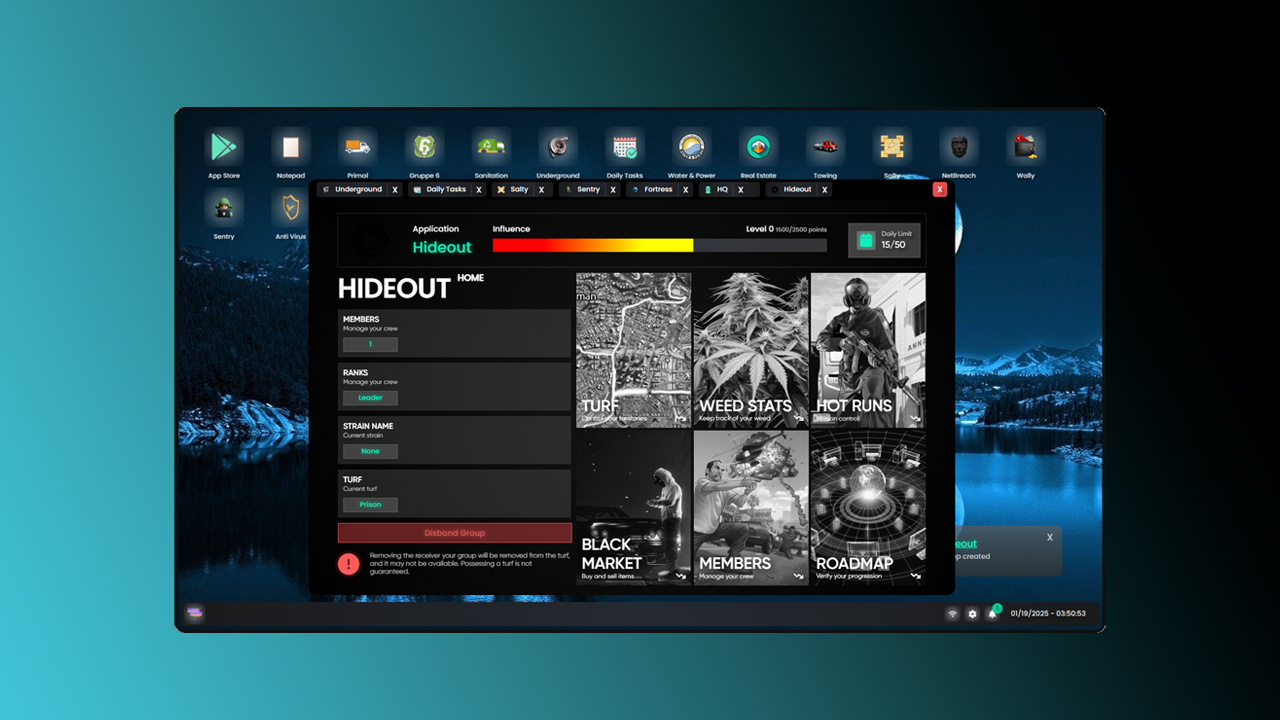 App Store
Notepad
Primal
Gruppe 6
Sanitation
Underground
Daily Tasks
Water & Power
Real Estate
Towing
Salty
NetBreach
Wally
Sentry
Anti Virus
Underground X
Daily Tasks X
Salty X
Sentry X
Fortress X
HQ X
Hideout X
X
Application
Hideout
Influence
Level 0 1500/2500 points
Daily Limit
15/50
HIDEOUT HOME
MEMBERS
Manage your crew
1
RANKS
Manage your crew
Leader
STRAIN NAME
Current strain
None
TURF
Current turf
Prison
Disband Group
Removing the receiver your group will be removed from the turf,
and it may not be available. Possessing a turf is not
guaranteed.
man
TURF
WEED STATS
Keep track of your weed
HOT RUNS
control
BLACK
MARKET
Buy and sell items
MEMBERS
Manage your crew
ROADMAP
Verify your progression
eout
X
created
1
01/19/2025 - 03:50:53